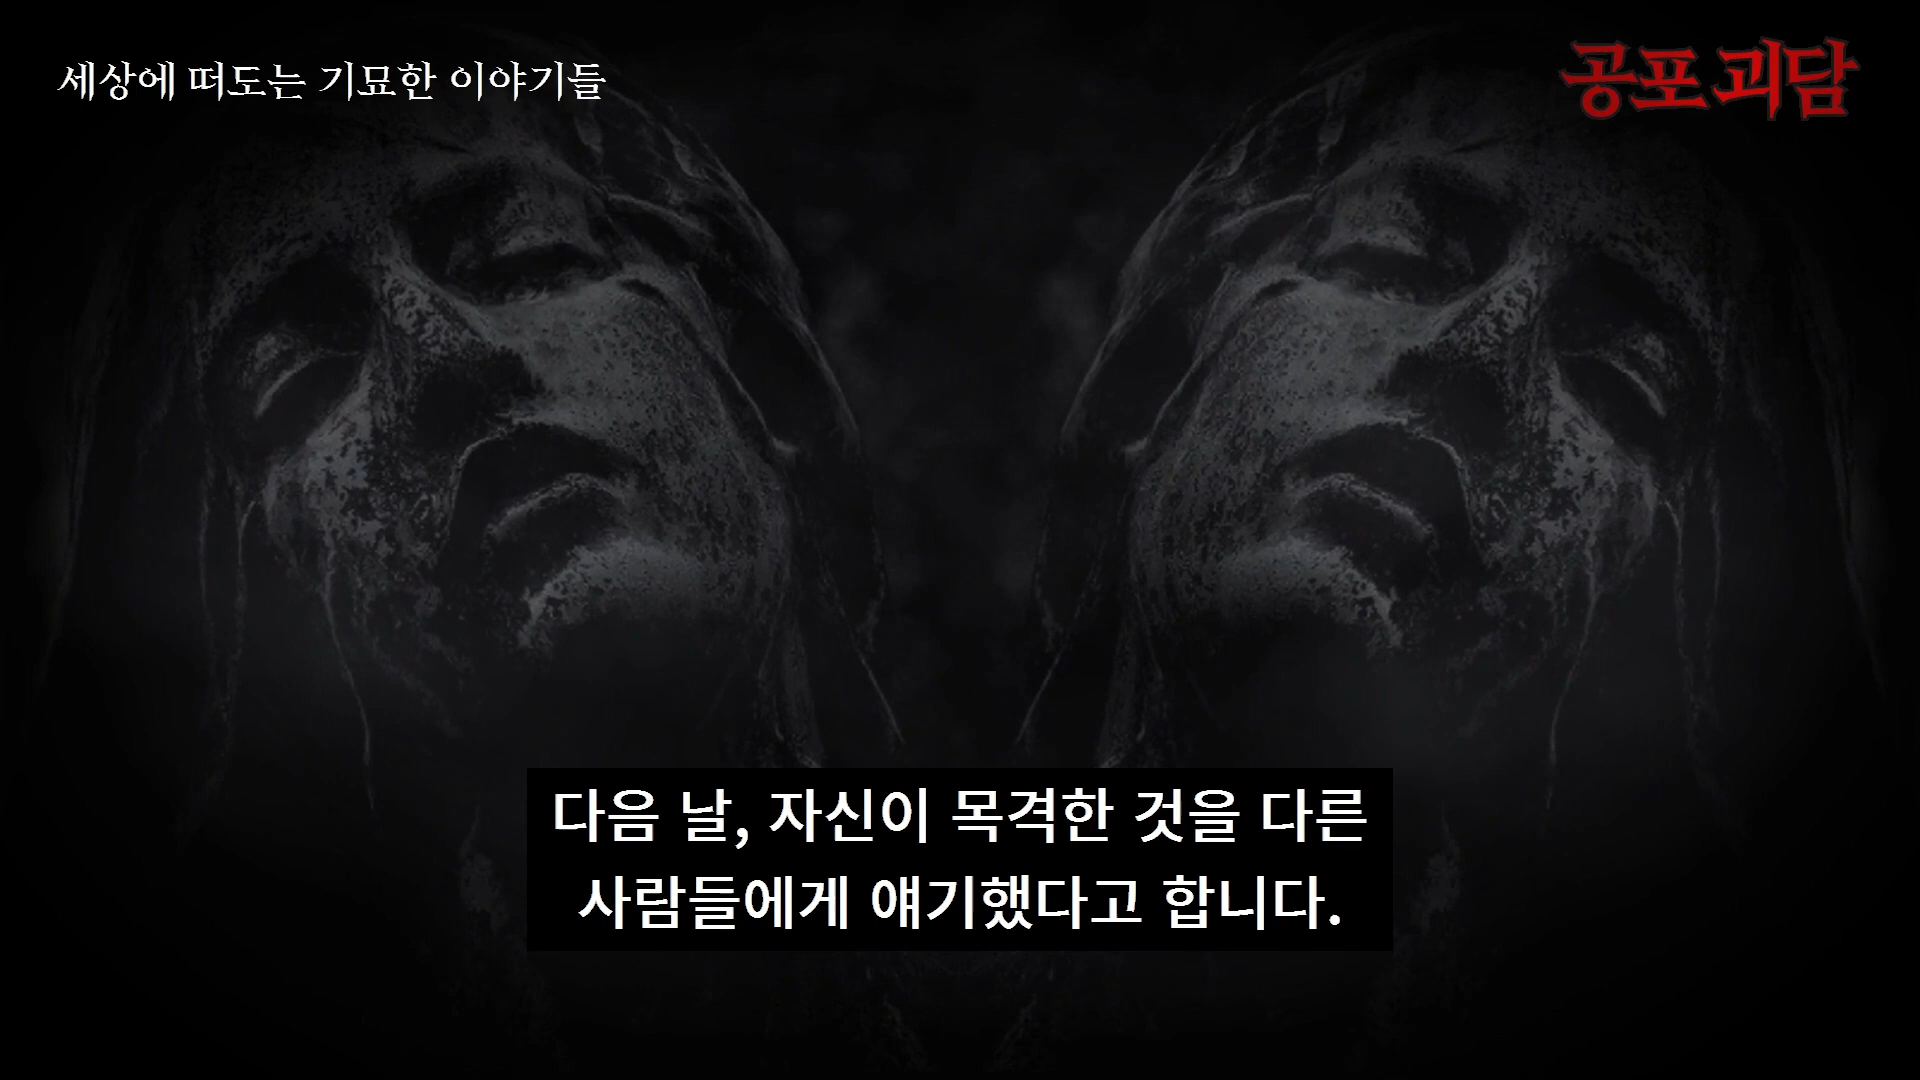 세상에 떠도는 기묘한 이야기들
공포 괴담
다음 날, 자신이 목격한 것을 다른
사람들에게 얘기했다고 합니다.